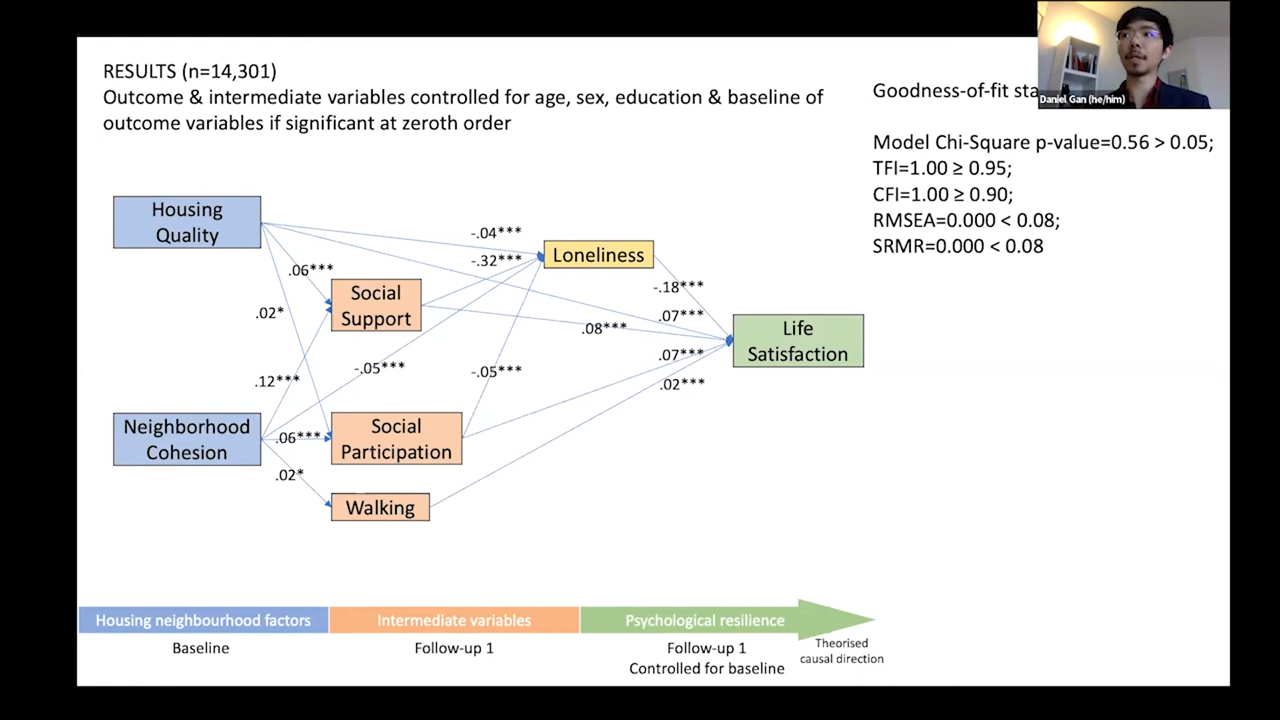 RESULTS (n=14,301)
Outcome & intermediate variables controlled for age, sex, education & baseline of
outcome variables if significant at zeroth order
Goodness-of-fit
Daniel Gan (he/him)
Model Chi-Square p-value=0.56 > 0.05;
TFI=1.00 ≥ 0.95;
CFI=1.00 ≥ 0.90;
RMSEA=0.000 < 0.08;
SRMR=0.000 < 0.08
Housing
Quality
-.04***
-.32***
Loneliness
.06***
-.18***
Social
Support
.02*
.07***
.08***
Life
Satisfaction
.07***
-.05***
-.05***
.12***
.02***
Neighborhood
Cohesion
.06***
Social
Participation
.02*
Walking
Housing neighbourhood factors
Intermediate variables
Psychological resilience
Baseline
Follow-up 1
Follow-up 1
Controlled for baseline
Theorised
causal direction